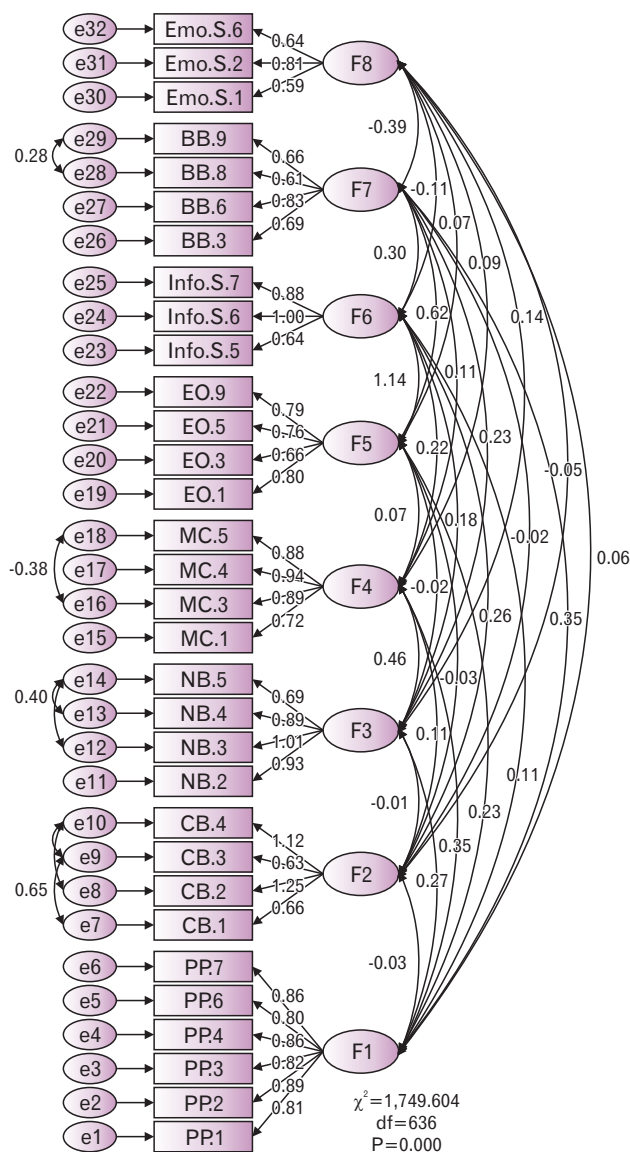 e32 Emo.S.6 0.64
e31 Emo.S.2 0.81 F8
e30 Emo.S.1 0.59
-0.39
e29 BB.9 0.66
0.28 e28 BB.8 0.61 F7 -0.11
e27 BB.6 0.83 0.07
e26 BB.3 0.69
0.30 0.09
e25 Info.S.7 0.88
e24 Info.S.6 1.00 F6 0.62 0.14
e23 Info.S.5 0.64
1.14 0.11
e22 EO.9 0.79
e21 EO.5 0.76 F5 0.22 0.23
e20 EO.3 0.66 -0.05
e19 EO.1 0.80
0.07 0.18
e18 MC.5 0.88 -0.02 0.06
-0.38 e17 MC.4 0.94 F4 -0.02
e16 MC.3 0.89 0.26 0.35
e15 MC.1 0.72
0.46
e14 NB.5 0.69 -0.03
0.40 e13 NB.4 0.89 F3 0.11
e12 NB.3 1.01
e11 NB.2 0.93 0.11
-0.01 0.23
e10 CB.4 1.12 0.35
e9 CB.3 0.63 F2 0.27
0.65 e8 CB.2 1.25
e7 CB.1 0.66
-0.03
e6 PP.7 0.86
e5 PP.6 0.80
e4 PP.4 0.86 F1
e3 PP.3 0.82
e2 PP.2 0.89
e1 PP.1 0.81
χ²=1,749.604
df=636
P=0.000